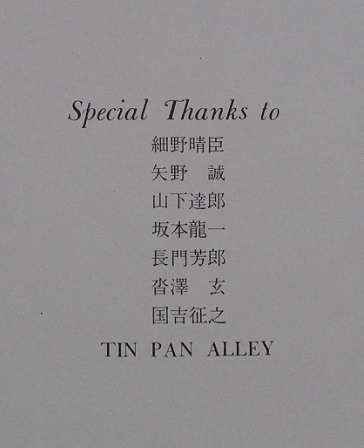 Special Thanks to
細野晴臣
矢野　誠
山下達郎
坂本龍一
長門芳郎
沓澤　玄
国吉征之
TIN PAN ALLEY